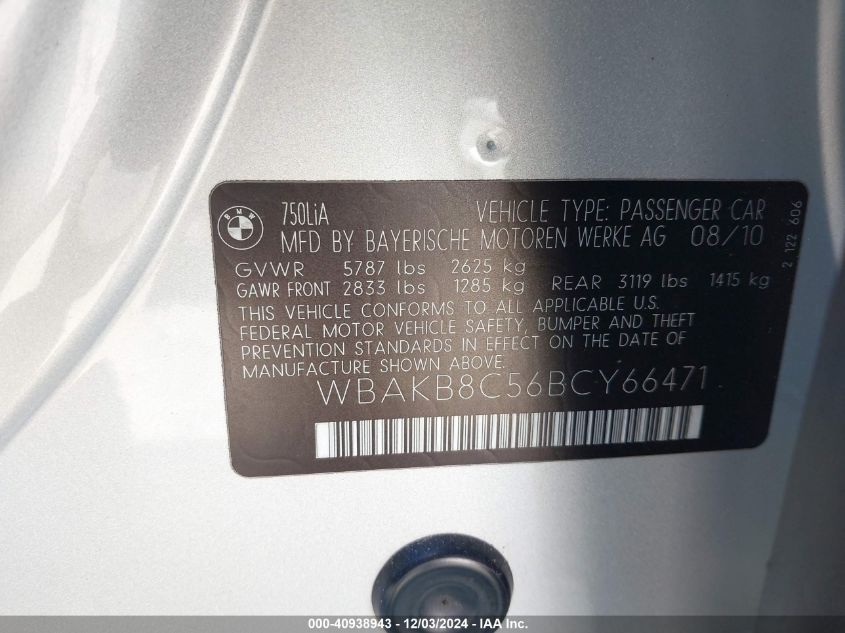 BMW
750LiA VEHICLE TYPE: PASSENGER CAR
MFD BY BAYERISCHE MOTOREN WERKE AG 08/10
GVWR 5787 lbs 2625 kg
GAWR FRONT 2833 lbs 1285 kg REAR 3119 lbs 1415 kg
THIS VEHICLE CONFORMS TO ALL APPLICABLE U.S.
FEDERAL MOTOR VEHICLE SAFETY, BUMPER AND THEFT
PREVENTION STANDARDS IN EFFECT ON THE DATE OF
MANUFACTURE SHOWN ABOVE.
WBAKB8C56BCY66471
2 122 606
000-40938943 - 12/03/2024 - IAA Inc.